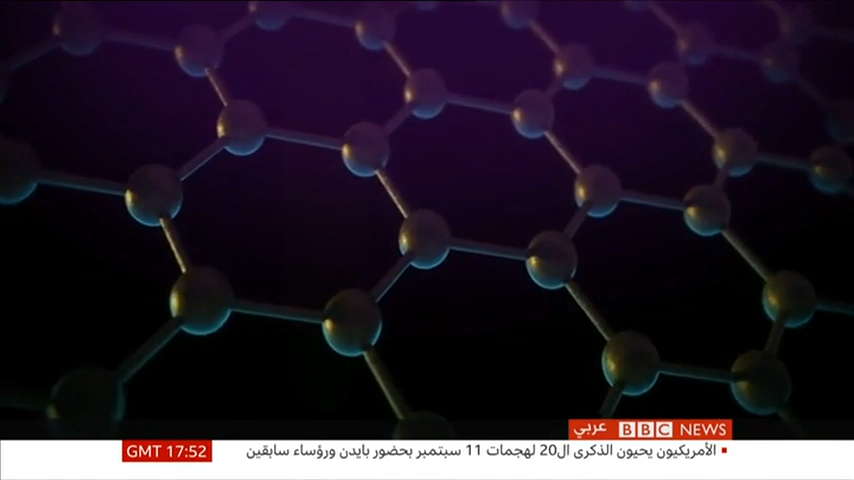 عربي BBC NEWS
الأمريكيون يحيون الذكرى ال20 لهجمات 11 سبتمبر بحضور بايدن ورؤساء سابقين
GMT 17:52